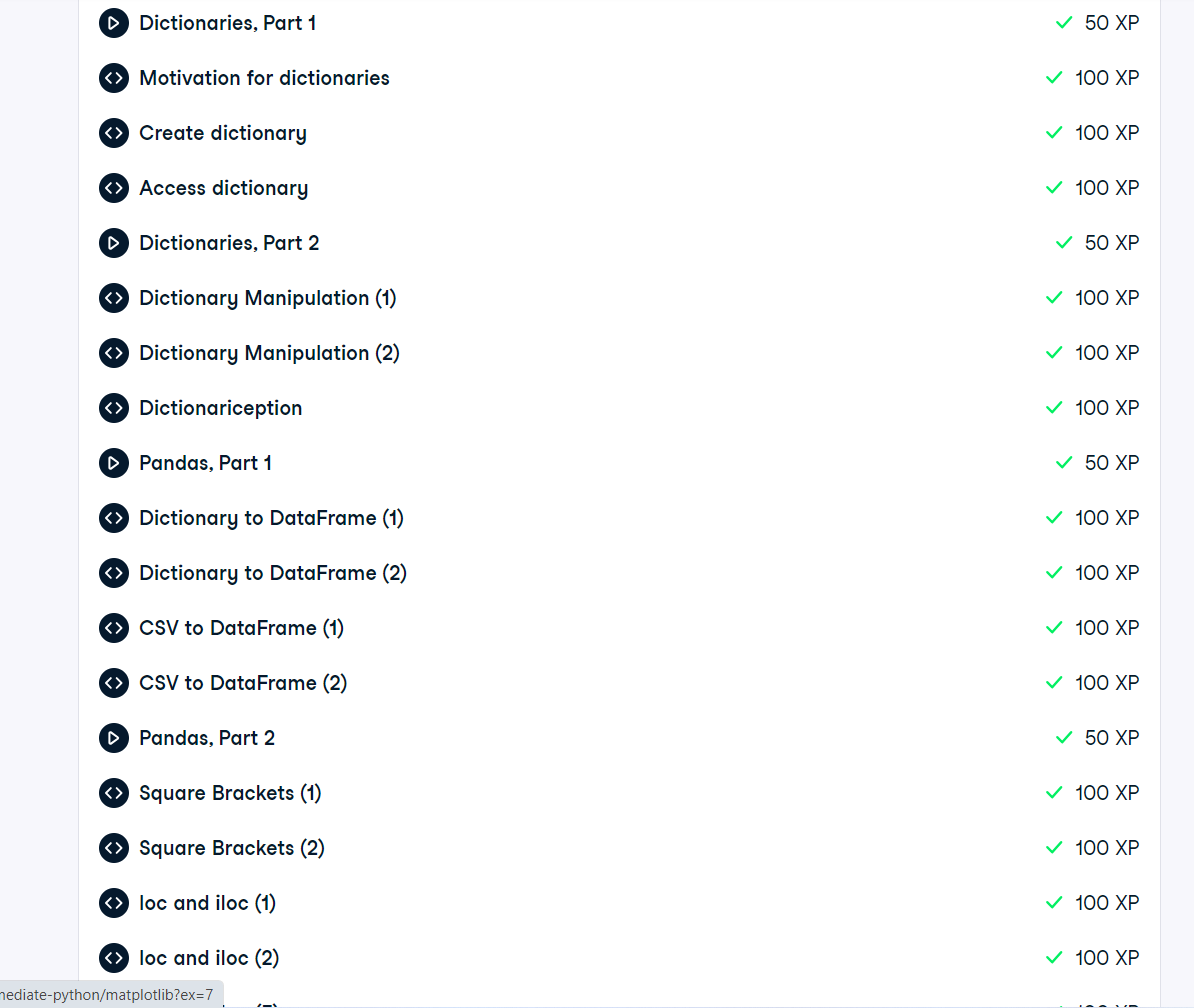 Dictionaries, Part 1 50 XP
Motivation for dictionaries 100 XP
Create dictionary 100 XP
Access dictionary 100 XP
Dictionaries, Part 2 50 XP
Dictionary Manipulation (1) 100 XP
Dictionary Manipulation (2) 100 XP
Dictionariception 100 XP
Pandas, Part 1 50 XP
Dictionary to DataFrame (1) 100 XP
Dictionary to DataFrame (2) 100 XP
CSV to DataFrame (1) 100 XP
CSV to DataFrame (2) 100 XP
Pandas, Part 2 50 XP
Square Brackets (1) 100 XP
Square Brackets (2) 100 XP
loc and iloc (1) 100 XP
loc and iloc (2) 100 XP
mediate-python/matplotlib?ex=7